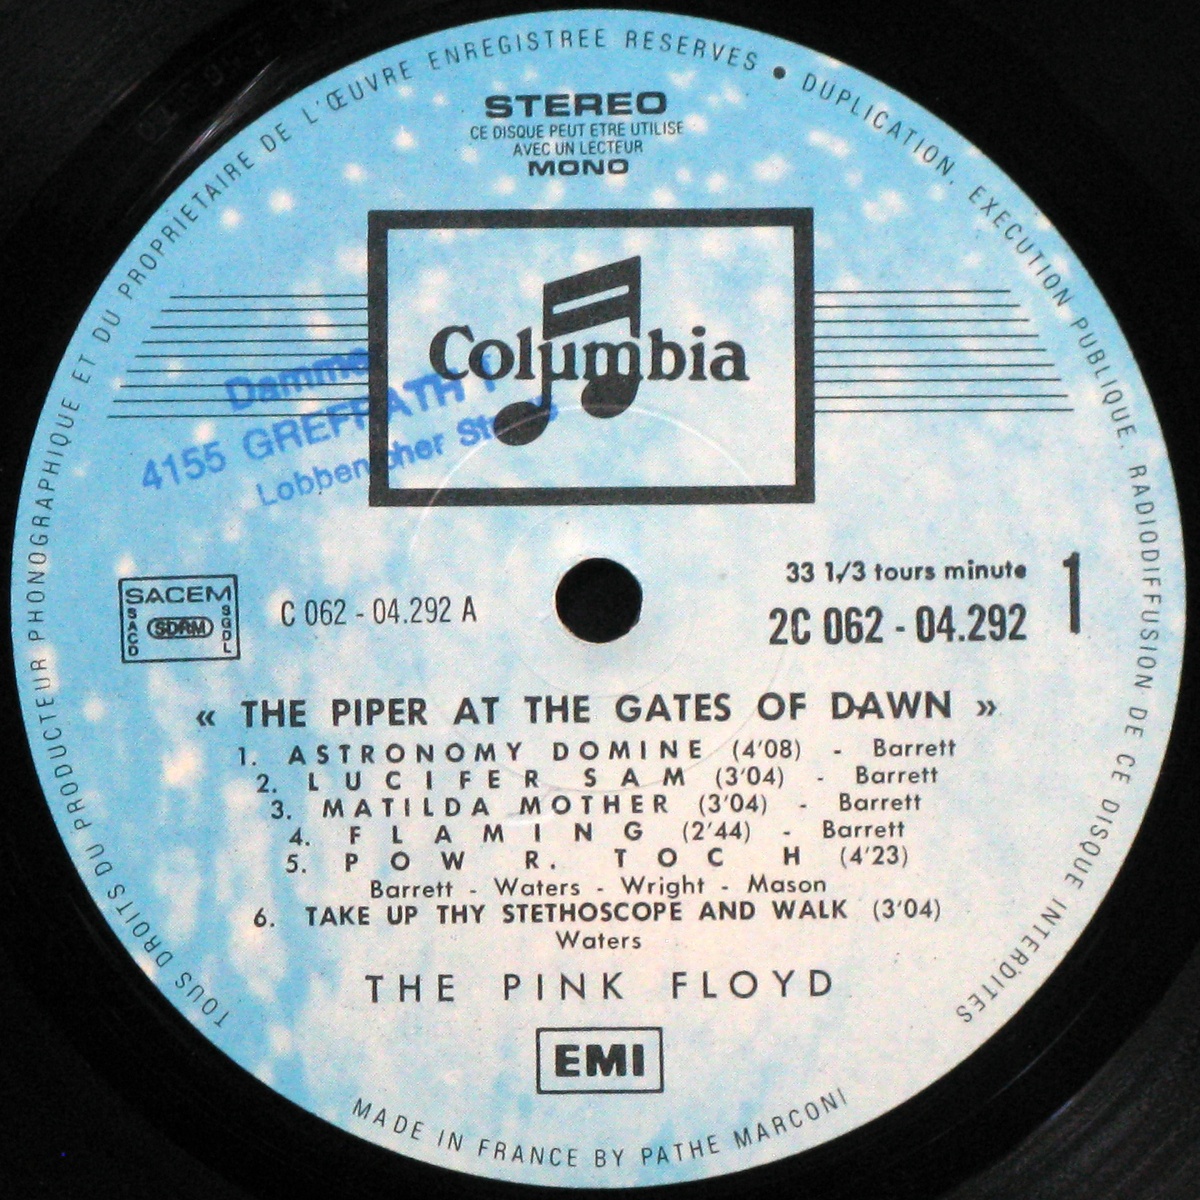 TOUS DROITS DU PRODUCTEUR PHONOGRAPHIQUE ET DU PROPRIETAIRE DE L'ŒUVRE ENREGISTREE RESERVES • DUPLICATION, EXECUTION PUBLIQUE, RADIODIFFUSION DE CE DISQUE INTERDITES
STEREO
CE DISQUE PEUT ETRE UTILISE
AVEC UN LECTEUR
MONO
Columbia
4155 GREFRATH 1
33 1/3 tours minute
1
SACEM
SACD
SDRM
SGDL
C 062 - 04.292 A
2C 062 - 04.292
« THE PIPER AT THE GATES OF DAWN »
1. ASTRONOMY DOMINE (4'08) - Barrett
2. LUCIFER SAM (3'04) - Barrett
3. MATILDA MOTHER (3'04) - Barrett
4. FLAMING (2'44) - Barrett
5. POW R. TOC H (4'23)
Barrett - Waters - Wright - Mason
6. TAKE UP THY STETHOSCOPE AND WALK (3'04)
Waters
THE PINK FLOYD
EMI
MADE IN FRANCE BY PATHE MARCONI